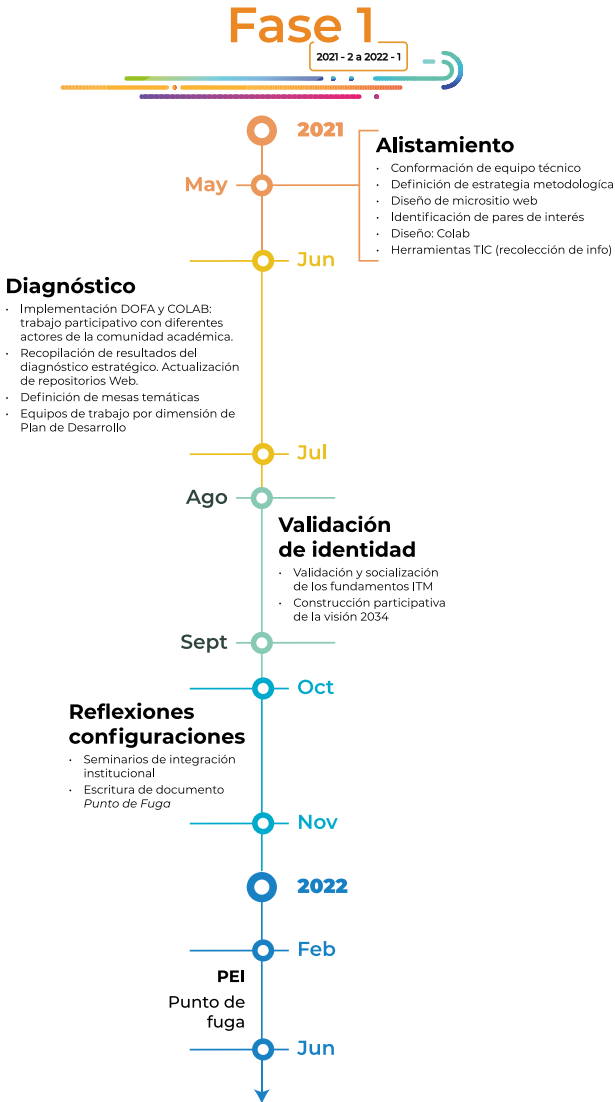 Fase 1
2021 - 2 a 2022 - 1
2021
May
Alistamiento
• Conformación de equipo técnico
• Definición de estrategia metodologíca
• Diseño de micrositio web
• Identificación de pares de interés
• Diseño: Colab
• Herramientas TIC (recolección de info)
Jun
Diagnóstico
• Implementación DOFA y COLAB:
trabajo participativo con diferentes
actores de la comunidad académica.
• Recopilación de resultados del
diagnóstico estratégico. Actualización
de repositorios Web.
• Definición de mesas temáticas
• Equipos de trabajo por dimensión de
Plan de Desarrollo
Jul
Ago
Validación
de identidad
• Validación y socialización
de los fundamentos ITM
• Construcción participativa
de la visión 2034
Sept
Oct
Reflexiones
configuraciones
• Seminarios de integración
institucional
• Escritura de documento
Punto de Fuga
Nov
2022
Feb
PEI
Punto de
fuga
Jun